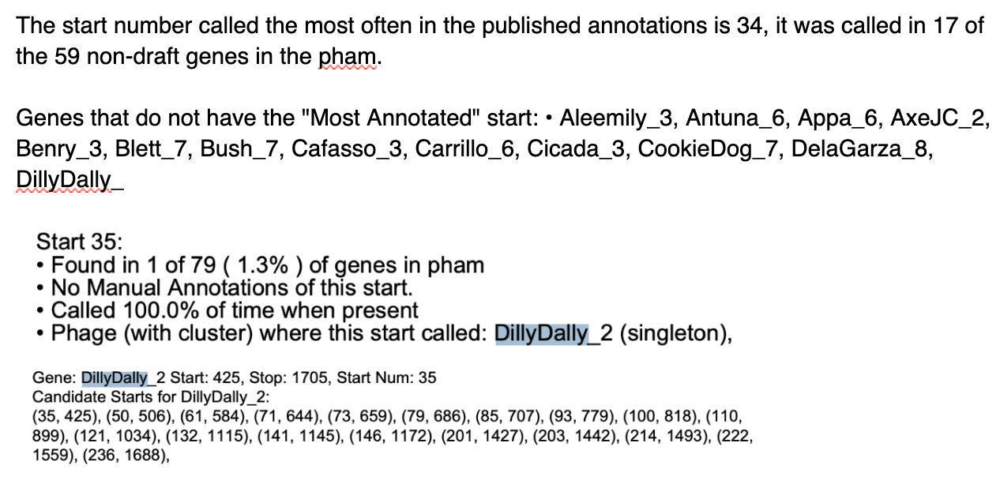 The start number called the most often in the published annotations is 34, it was called in 17 of
the 59 non-draft genes in the pham.
Genes that do not have the "Most Annotated" start: • Aleemily_3, Antuna_6, Appa_6, AxeJC_2,
Benry_3, Blett_7, Bush_7, Cafasso_3, Carrillo_6, Cicada_3, CookieDog_7, DelaGarza_8,
DillyDally_
Start 35:
• Found in 1 of 79 ( 1.3% ) of genes in pham
• No Manual Annotations of this start.
• Called 100.0% of time when present
• Phage (with cluster) where this start called: DillyDally_2 (singleton),
Gene: DillyDally_2 Start: 425, Stop: 1705, Start Num: 35
Candidate Starts for DillyDally_2:
(35, 425), (50, 506), (61, 584), (71, 644), (73, 659), (79, 686), (85, 707), (93, 779), (100, 818), (110,
899), (121, 1034), (132, 1115), (141, 1145), (146, 1172), (201, 1427), (203, 1442), (214, 1493), (222,
1559), (236, 1688),